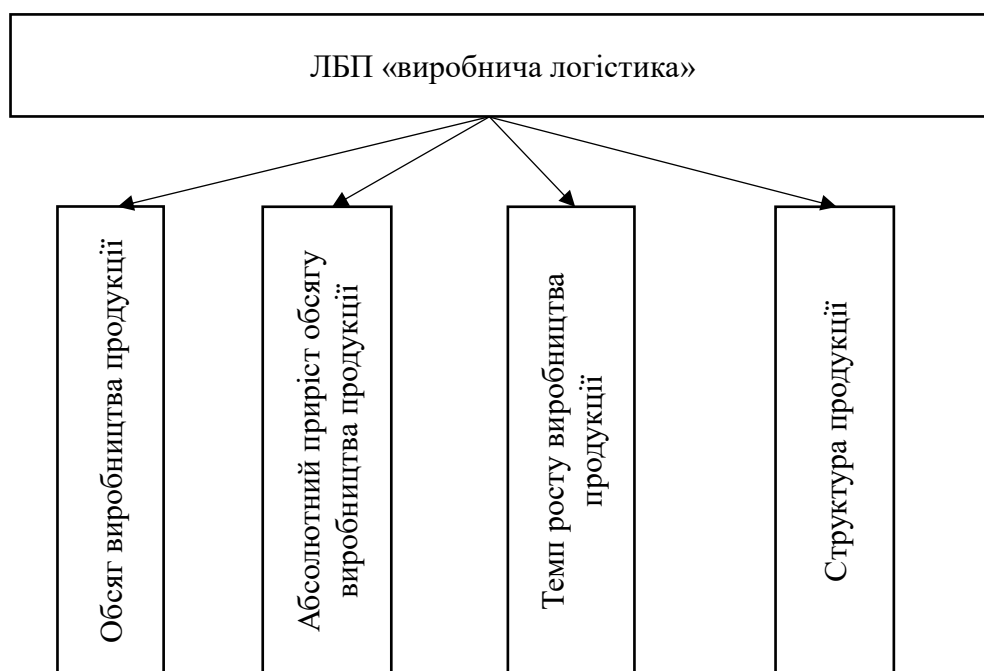 ЛБП «виробнича логістика»
Обсяг виробництва продукції
Абсолютний приріст обсягу
виробництва продукції
Темп росту виробництва
продукції
Структура продукції